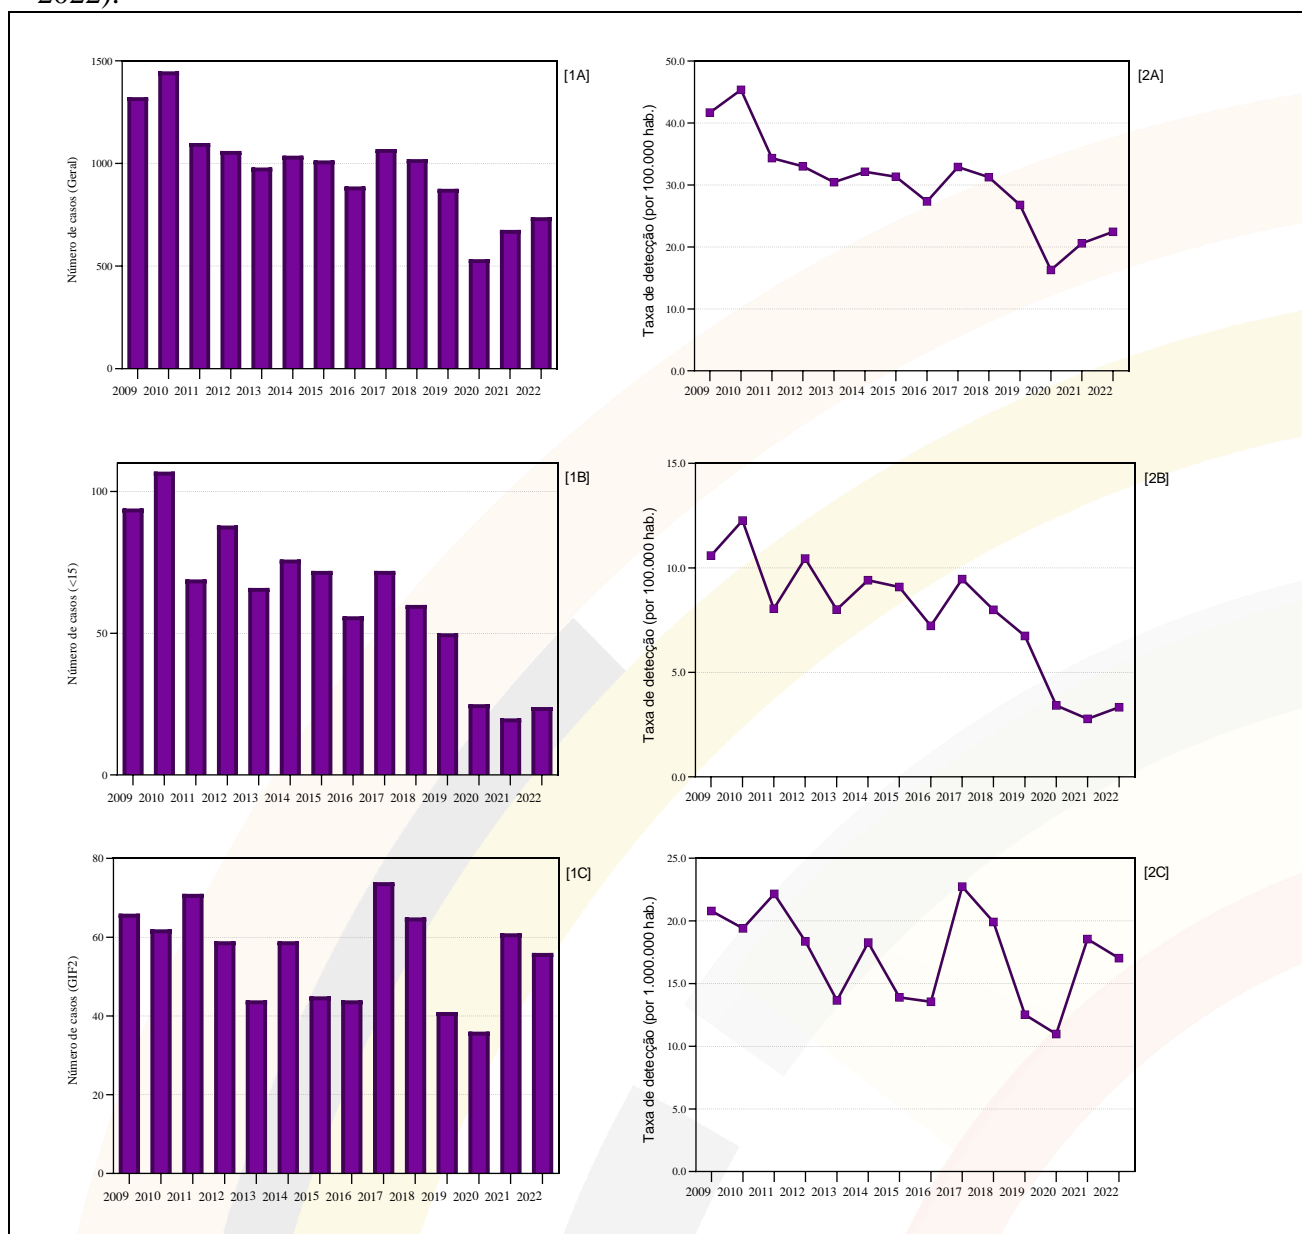 2022).
[1A]
Número de casos (Geral)
1500
1000
500
0
2009 2010 2011 2012 2013 2014 2015 2016 2017 2018 2019 2020 2021 2022
[2A]
Taxa de detecção (por 100.000 hab.)
50.0
40.0
30.0
20.0
10.0
0.0
2009 2010 2011 2012 2013 2014 2015 2016 2017 2018 2019 2020 2021 2022
[1B]
Número de casos (<15)
100
50
0
2009 2010 2011 2012 2013 2014 2015 2016 2017 2018 2019 2020 2021 2022
[2B]
Taxa de detecção (por 100.000 hab.)
15.0
10.0
5.0
0.0
2009 2010 2011 2012 2013 2014 2015 2016 2017 2018 2019 2020 2021 2022
[1C]
Número de casos (GIF2)
80
60
40
20
0
2009 2010 2011 2012 2013 2014 2015 2016 2017 2018 2019 2020 2021 2022
[2C]
Taxa de detecção (por 1.000.000 hab.)
25.0
20.0
15.0
10.0
5.0
0.0
2009 2010 2011 2012 2013 2014 2015 2016 2017 2018 2019 2020 2021 2022